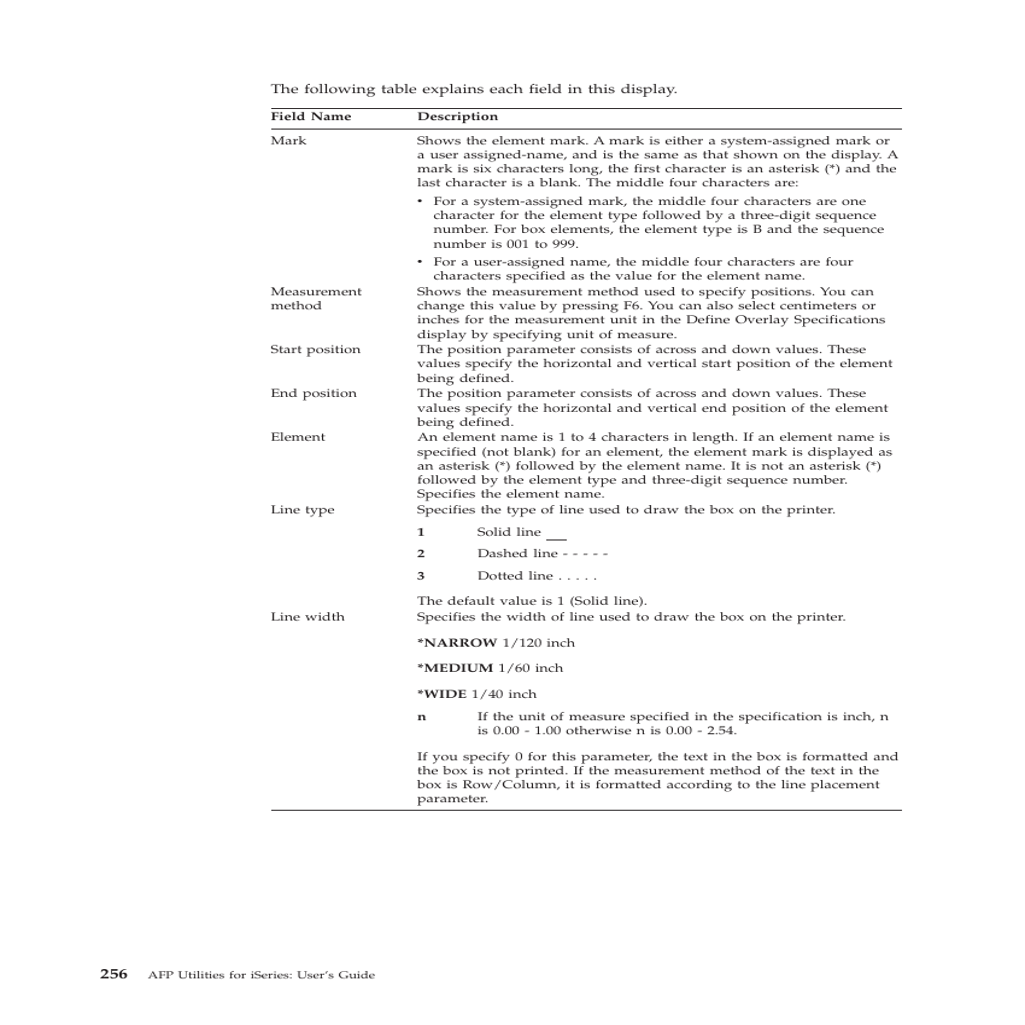 The following table explains each field in this display.
Field Name Description
Mark Shows the element mark. A mark is either a system-assigned mark or
a user assigned-name, and is the same as that shown on the display. A
mark is six characters long, the first character is an asterisk (*) and the
last character is a blank. The middle four characters are:
• For a system-assigned mark, the middle four characters are one
character for the element type followed by a three-digit sequence
number. For box elements, the element type is B and the sequence
number is 001 to 999.
• For a user-assigned name, the middle four characters are four
characters specified as the value for the element name.
Measurement Shows the measurement method used to specify positions. You can
method change this value by pressing F6. You can also select centimeters or
inches for the measurement unit in the Define Overlay Specifications
display by specifying unit of measure.
Start position The position parameter consists of across and down values. These
values specify the horizontal and vertical start position of the element
being defined.
End position The position parameter consists of across and down values. These
values specify the horizontal and vertical end position of the element
being defined.
Element An element name is 1 to 4 characters in length. If an element name is
specified (not blank) for an element, the element mark is displayed as
an asterisk (*) followed by the element name. It is not an asterisk (*)
followed by the element type and three-digit sequence number.
Specifies the element name.
Line type Specifies the type of line used to draw the box on the printer.
1 Solid line __
2 Dashed line - - - - -
3 Dotted line . . . . .
The default value is 1 (Solid line).
Line width Specifies the width of line used to draw the box on the printer.
*NARROW 1/120 inch
*MEDIUM 1/60 inch
*WIDE 1/40 inch
n If the unit of measure specified in the specification is inch, n
is 0.00 - 1.00 otherwise n is 0.00 - 2.54.
If you specify 0 for this parameter, the text in the box is formatted and
the box is not printed. If the measurement method of the text in the
box is Row/Column, it is formatted according to the line placement
parameter.
256 AFP Utilities for iSeries: User's Guide